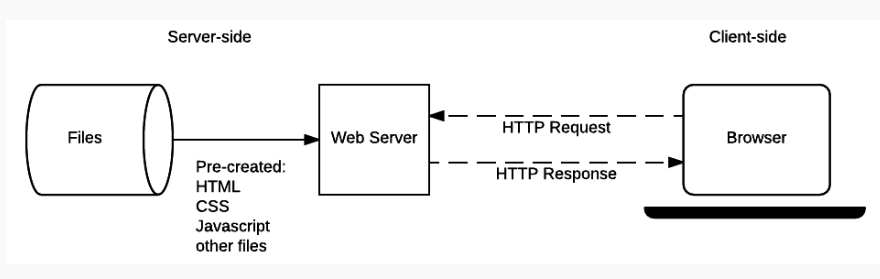 Server-side
Client-side
Files
Web Server
HTTP Request
Browser
Pre-created:
HTML
CSS
Javascript
other files
HTTP Response